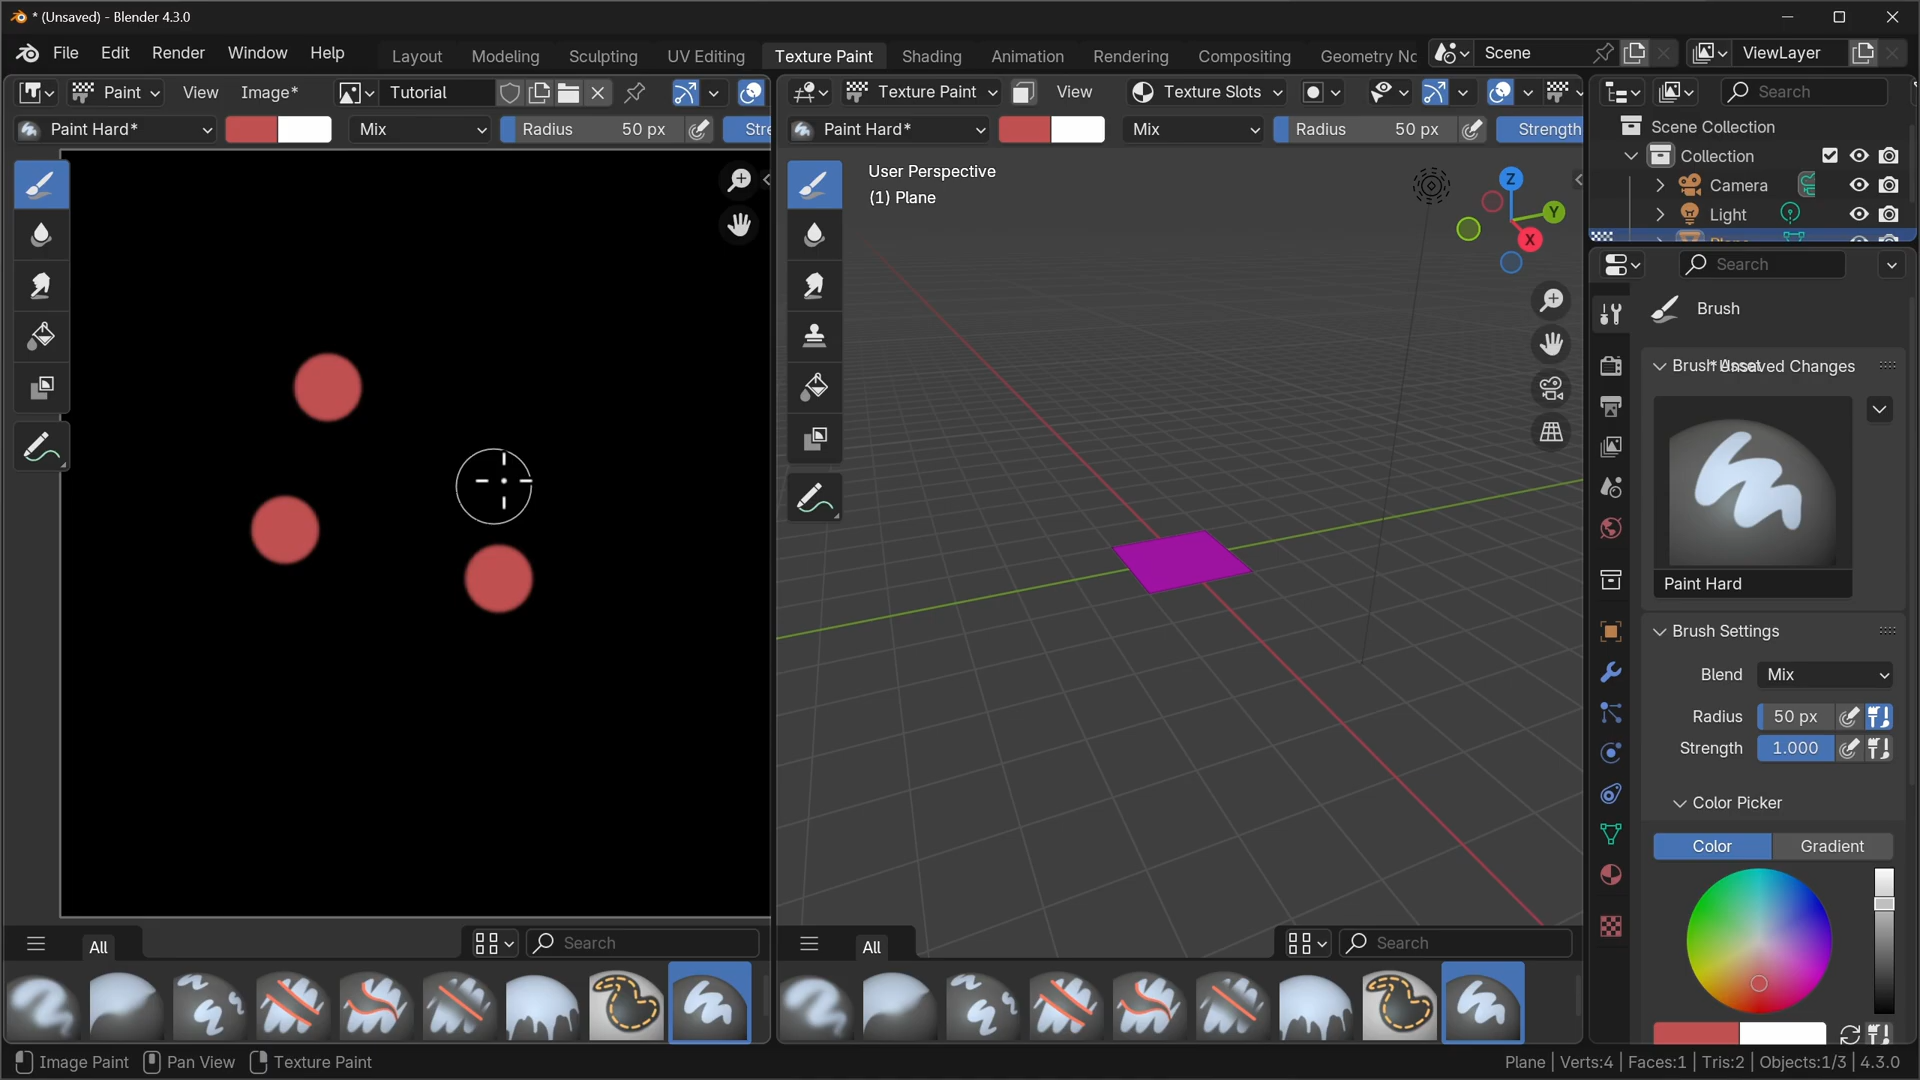 * (Unsaved) - Blender 4.3.0
File Edit Render Window Help Layout Modeling Sculpting UV Editing Texture Paint Shading Animation Rendering Compositing Geometry No Scene ViewLayer
Paint View Image* Tutorial
Texture Paint View Texture Slots
Search
Paint Hard* Mix Radius 50 px Stre
Paint Hard* Mix Radius 50 px Strength
Scene Collection
Collection
Camera
Light
User Perspective
(1) Plane
Z
Y
X
Search
Brush
Brush Asset
* Unsaved Changes
Paint Hard
Brush Settings
Blend Mix
Radius 50 px
Strength 1.000
Color Picker
Color Gradient
All Search
All Search
Image Paint Pan View Texture Paint
Plane | Verts:4 | Faces:1 | Tris:2 | Objects:1/3 | 4.3.0